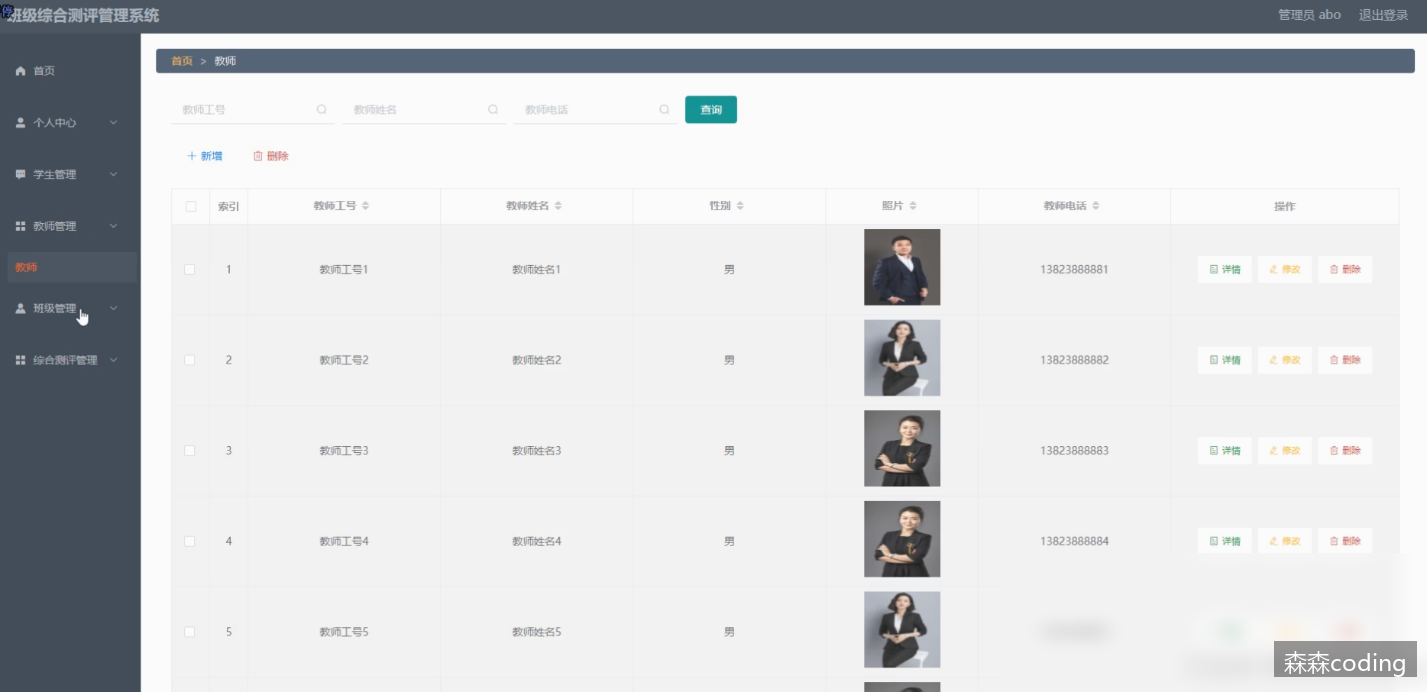 班级综合测评管理系统
管理员 abo 退出登录
首页
个人中心
学生管理
教师管理
教师
班级管理
综合测评管理
首页 > 教师
教师工号 教师姓名 教师电话 查询
新增 删除
索引 教师工号 教师姓名 性别 照片 教师电话 操作
1 教师工号1 教师姓名1 男 13823888881 详情 修改 删除
2 教师工号2 教师姓名2 男 13823888882 详情 修改 删除
3 教师工号3 教师姓名3 男 13823888883 详情 修改 删除
4 教师工号4 教师姓名4 男 13823888884 详情 修改 删除
5 教师工号5 教师姓名5 男
森森coding